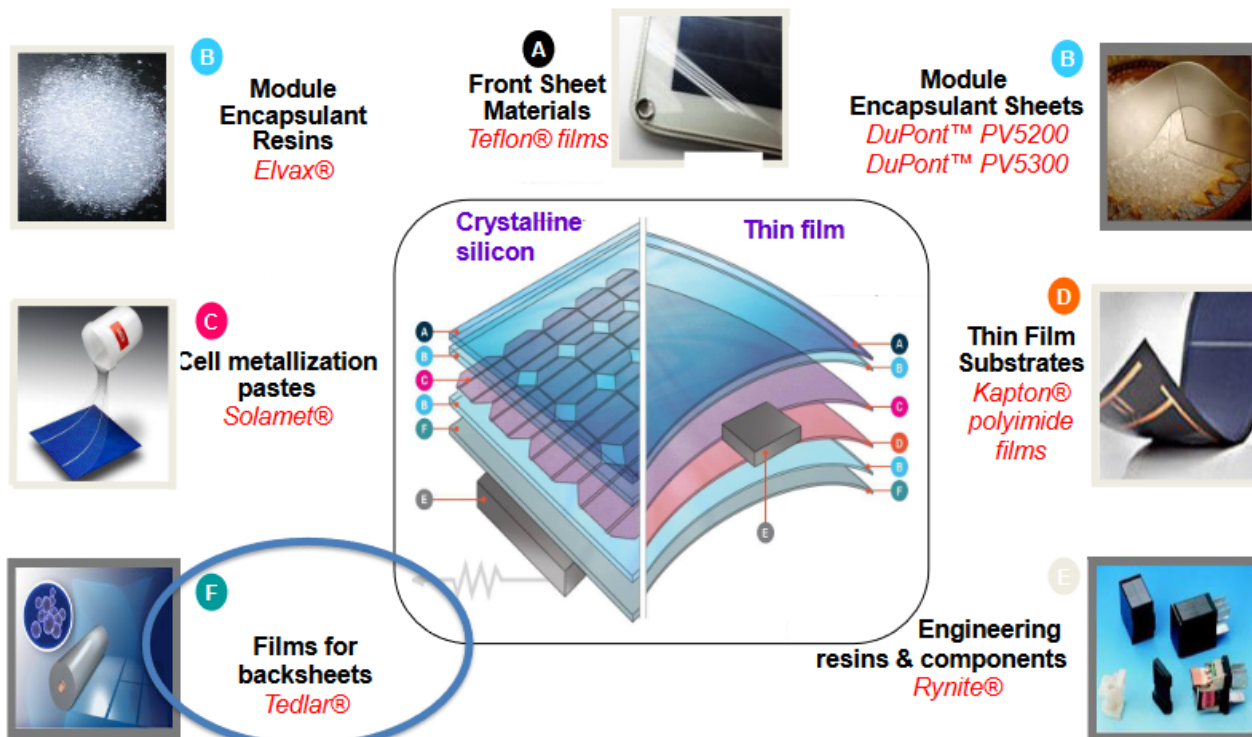 B
Module
Encapsulant
Resins
Elvax®
A
Front Sheet
Materials
Teflon® films
B
Module
Encapsulant Sheets
DuPont™ PV5200
DuPont™ PV5300
C
Cell metallization
pastes
Solamet®
Crystalline
silicon
Thin film
A
B
C
B
F
E
A
B
C
D
B
F
E
D
Thin Film
Substrates
Kapton®
polyimide
films
F
Films for
backsheets
Tedlar®
E
Engineering
resins & components
Rynite®